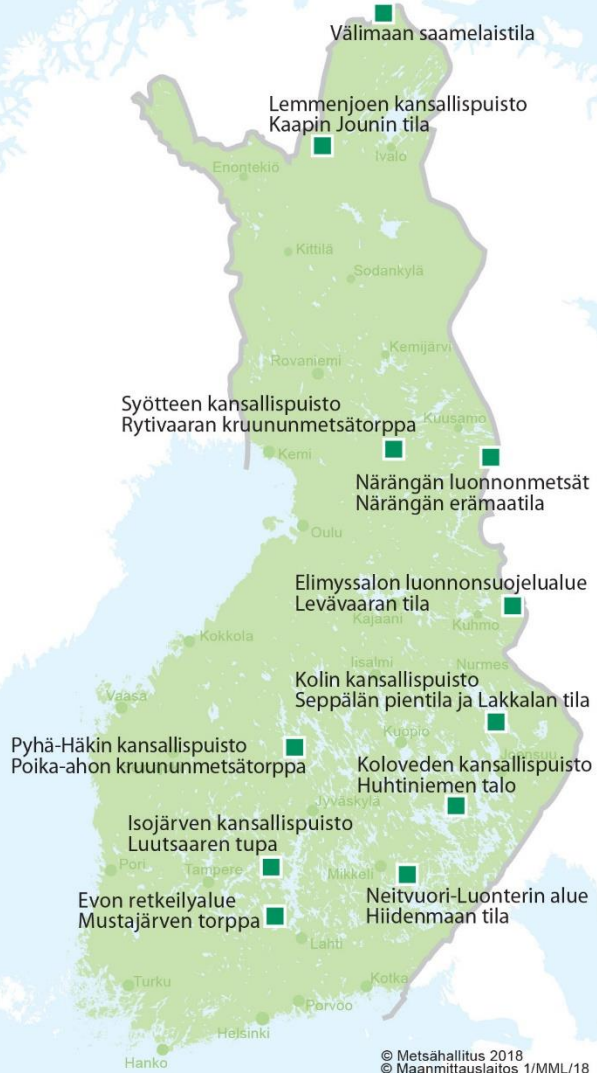 Välimaan saamelaistila
Lemmenjoen kansallispuisto
Kaapin Jounin tila
Ivalo
Enontekiö
Kittilä
Sodankylä
Kemijärvi
Rovaniemi
Syötteen kansallispuisto
Rytivaaran kruununmetsätorppa
Kuusamo
Kemi
Närängän luonnonmetsät
Närängän erämaatila
Oulu
Elimyssalon luonnonsuojelualue
Levävaaran tila
Kajaani
Kuhmo
Kokkola
Iisalmi
Nurmes
Kolin kansallispuisto
Seppälän pientila ja Lakkalan tila
Vaasa
Kuopio
Joensuu
Pyhä-Häkin kansallispuisto
Poika-ahon kruununmetsätorppa
Koloveden kansallispuisto
Huhtiniemen talo
Jyväskylä
Isojärven kansallispuisto
Luutsaaren tupa
Pori
Tampere
Mikkeli
Evon retkeilyalue
Mustajärven torppa
Neitvuori-Luonterin alue
Hiidenmaan tila
Lahti
Turku
Kotka
Porvoo
Helsinki
Hanko
© Metsähallitus 2018
© Maanmittauslaitos 1/MML/18